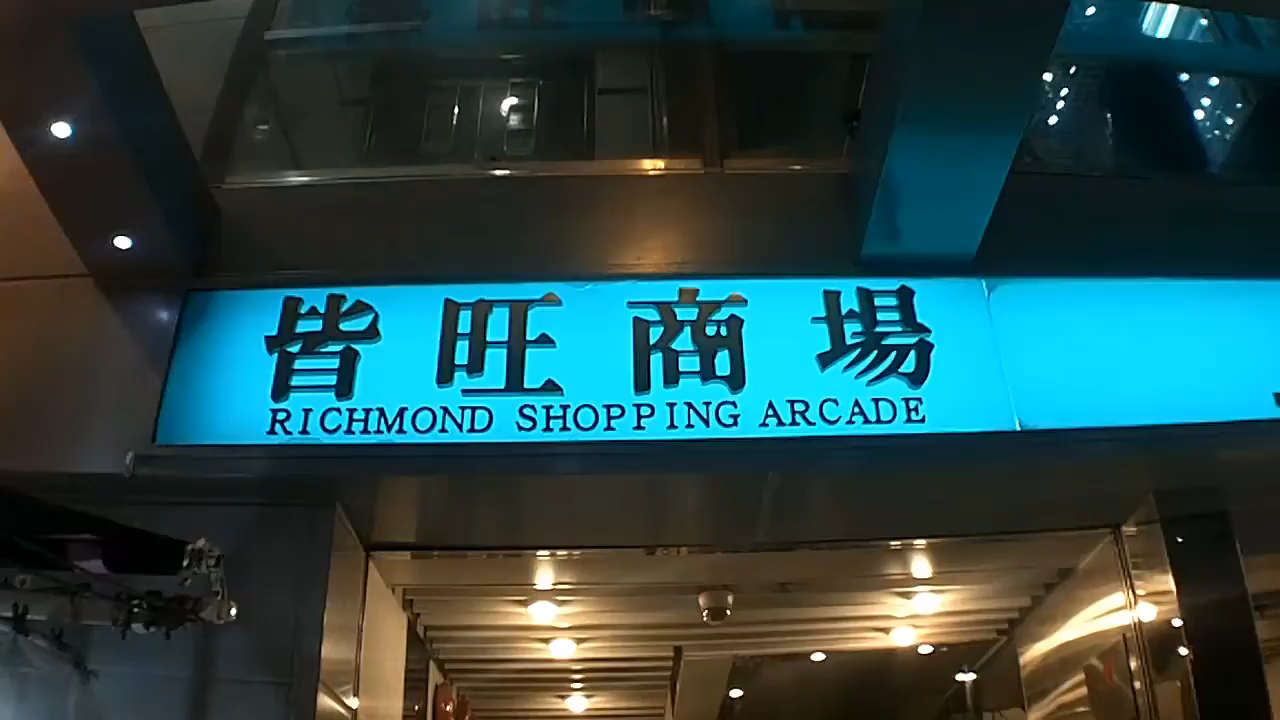 皆旺商場
RICHMOND SHOPPING ARCADE